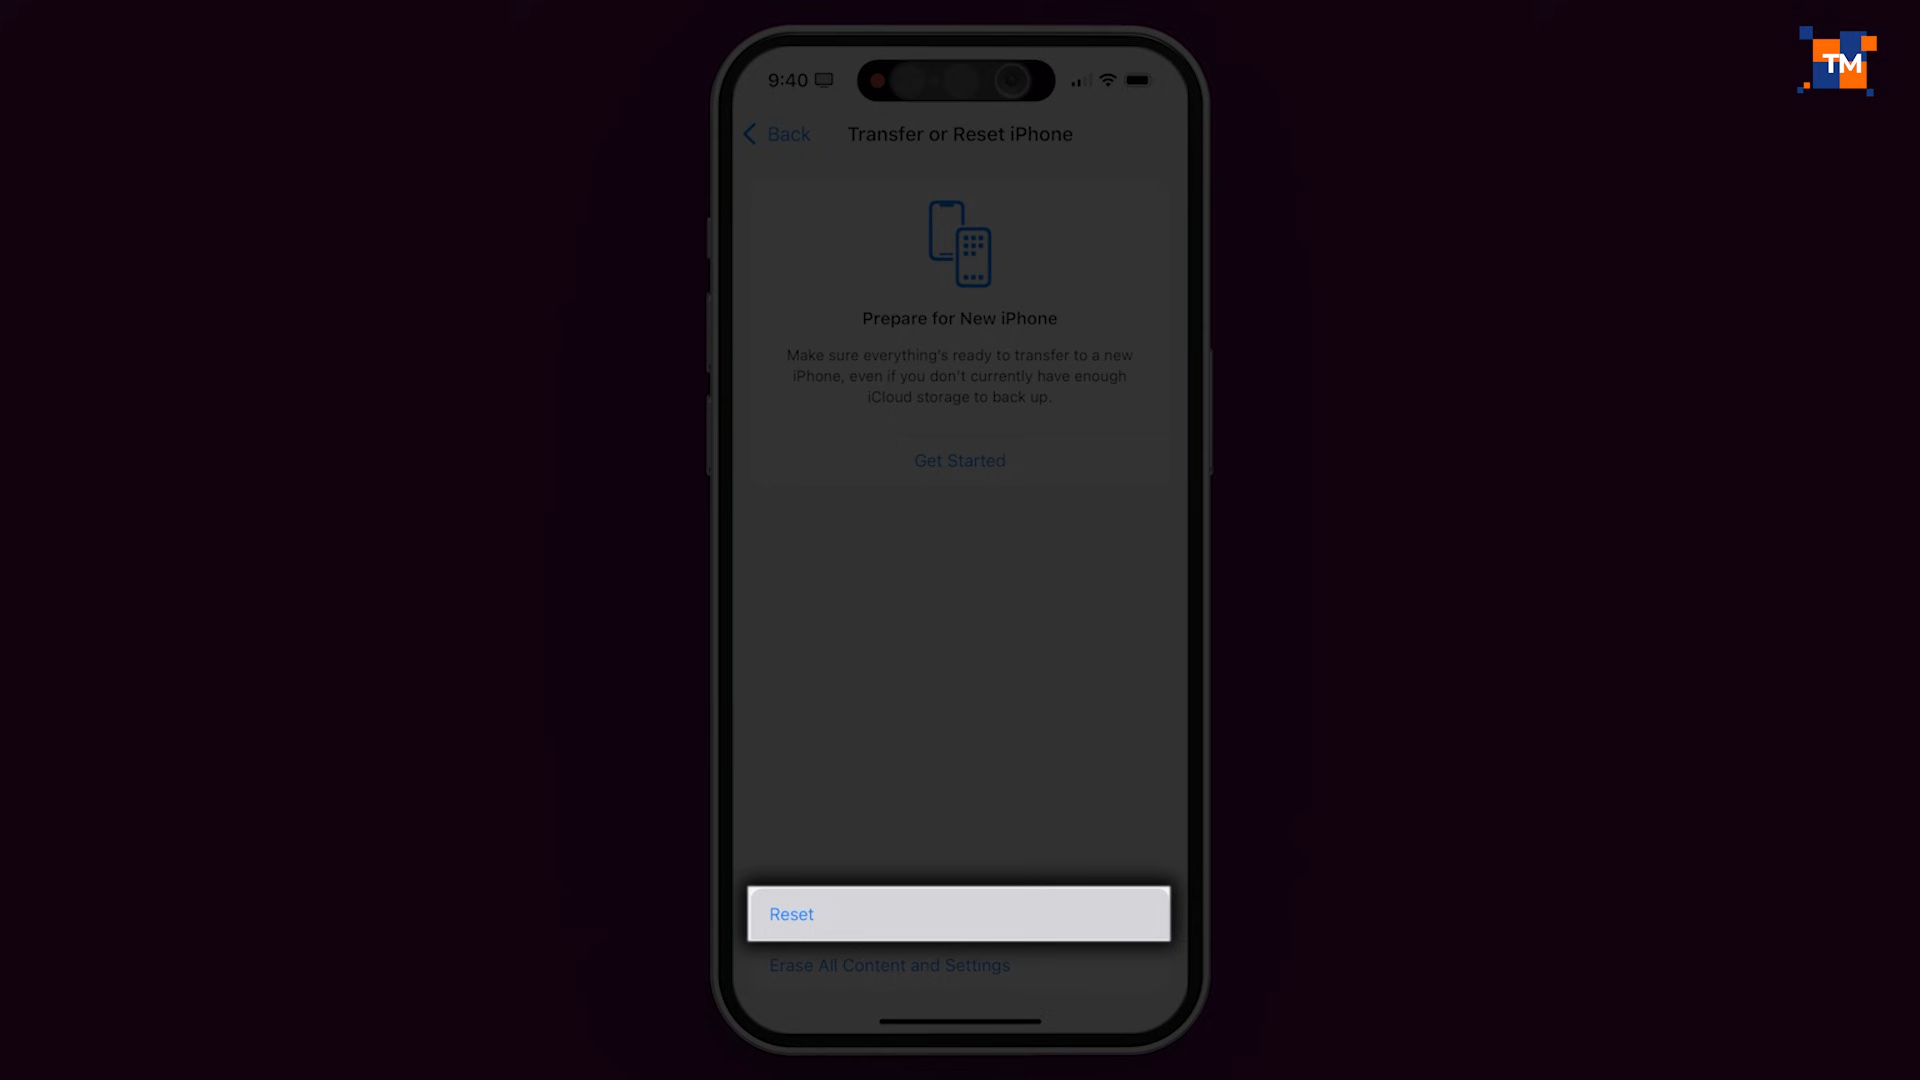 TM
9:40
Back
Transfer or Reset iPhone
Prepare for New iPhone
Make sure everything's ready to transfer to a new
iPhone, even if you don't currently have enough
iCloud storage to back up.
Get Started
Reset
Erase All Content and Settings